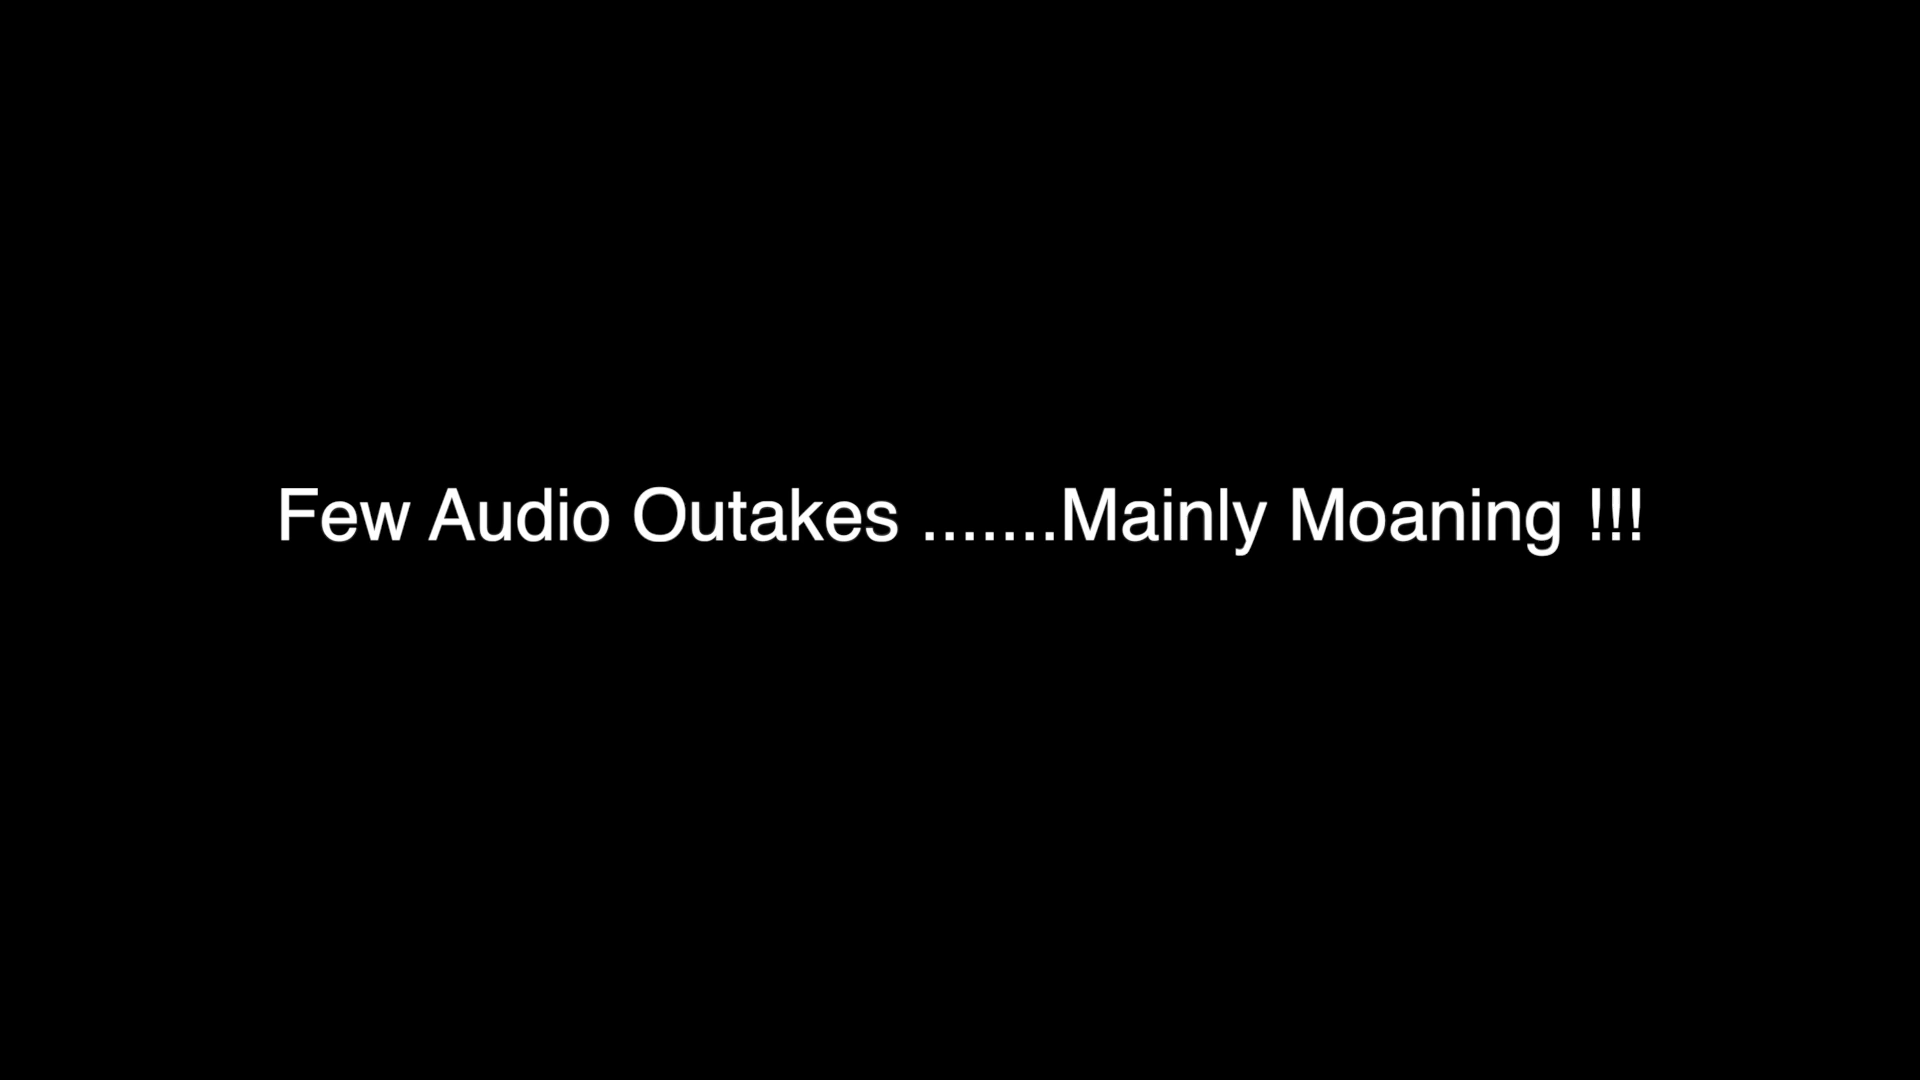 Few Audio Outakes .......Mainly Moaning !!!